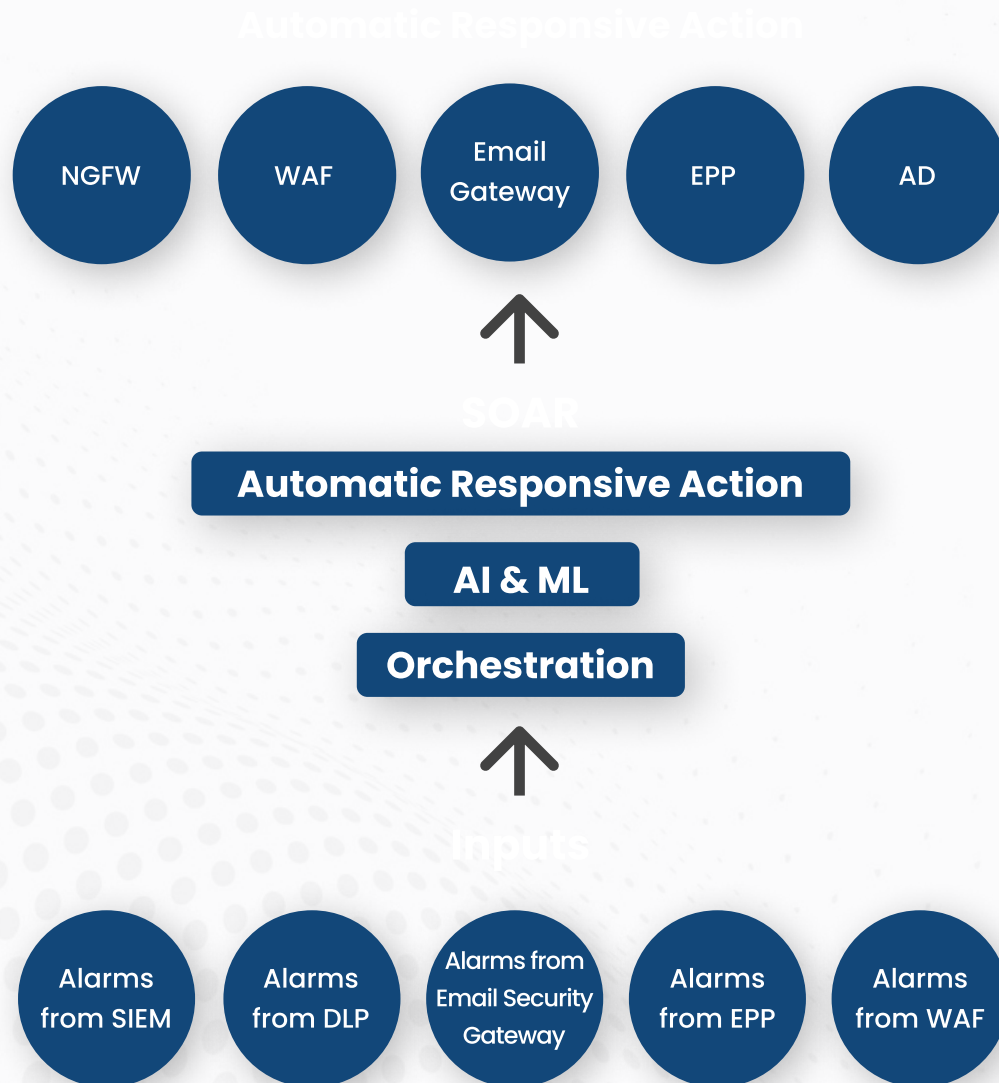 Automatic Responsive Action
NGFW
WAF
Email
Gateway
EPP
AD
SOAR
Automatic Responsive Action
AI & ML
Orchestration
Inputs
Alarms
from SIEM
Alarms
from DLP
Alarms from
Email Security
Gateway
Alarms
from EPP
Alarms
from WAF